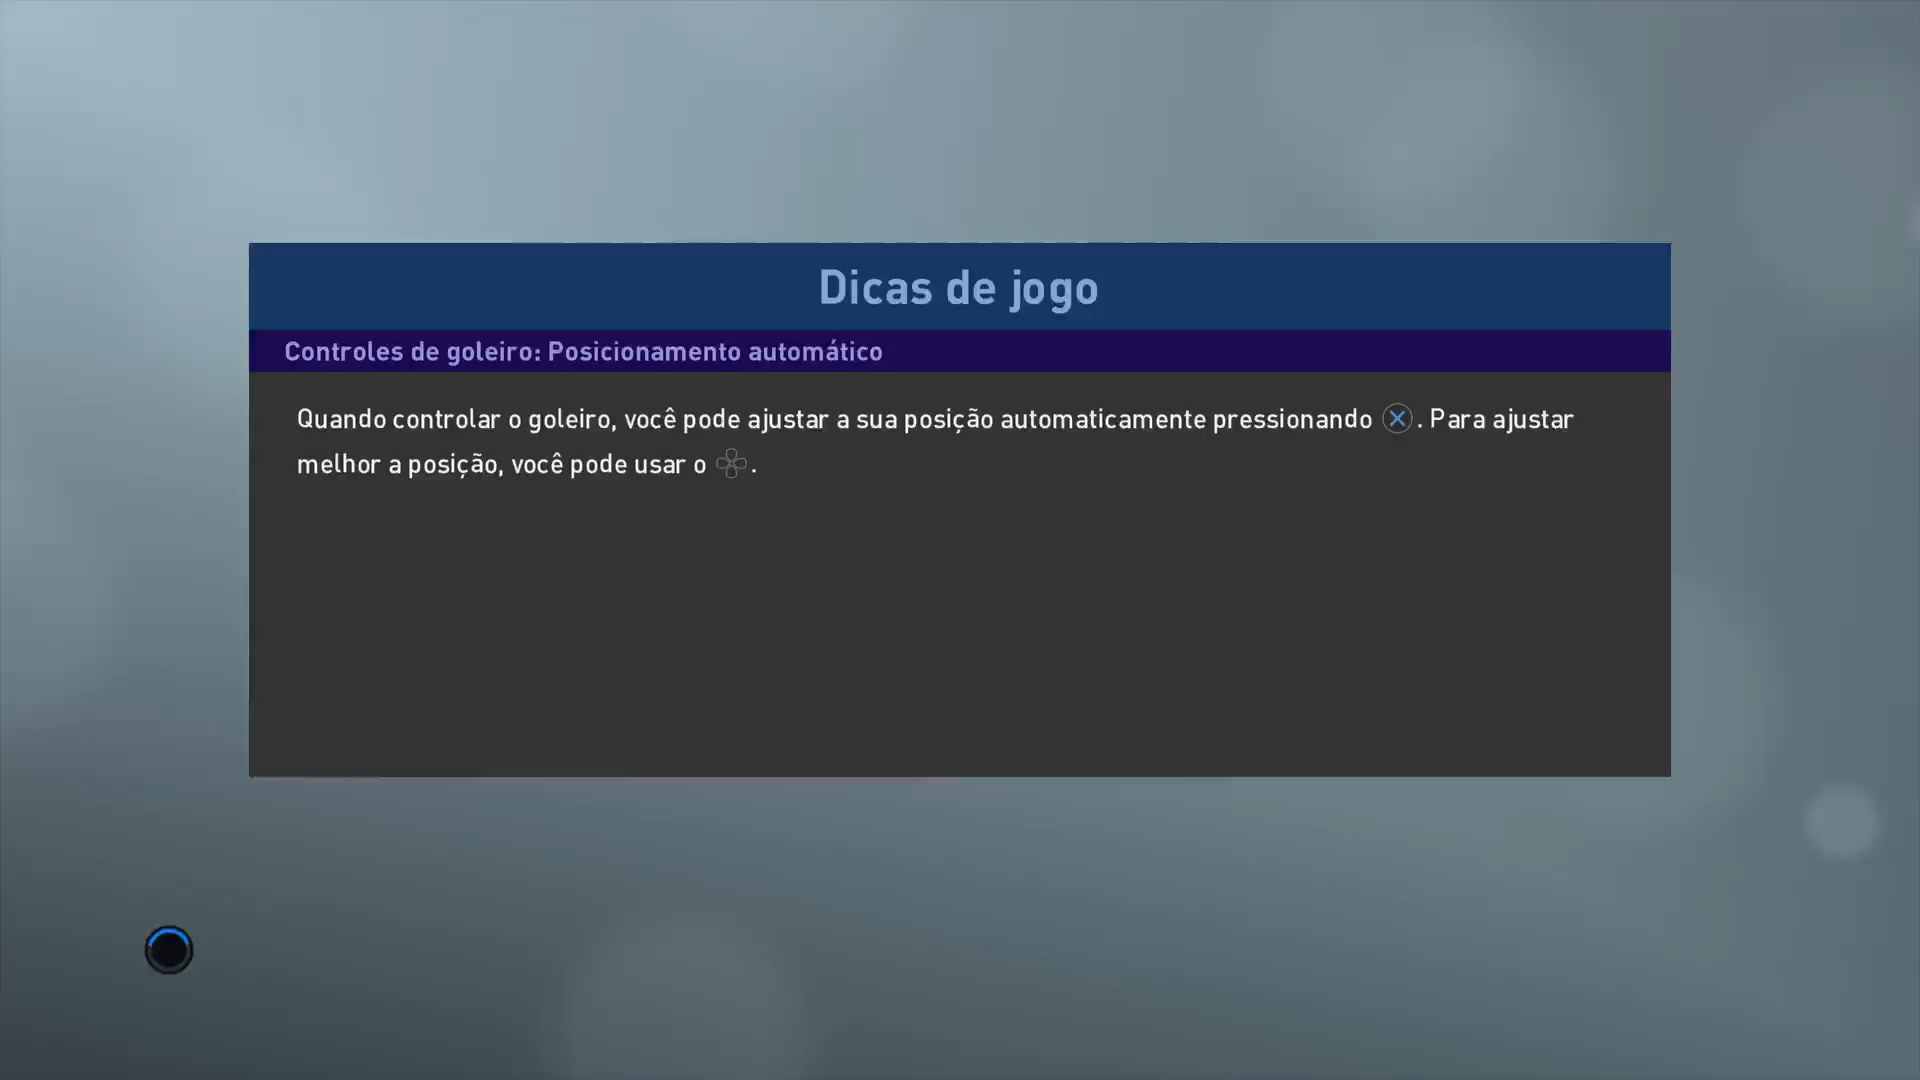 Dicas de jogo
Controles de goleiro: Posicionamento automático
Quando controlar o goleiro, você pode ajustar a sua posição automaticamente pressionando ⊗. Para ajustar
melhor a posição, você pode usar o .